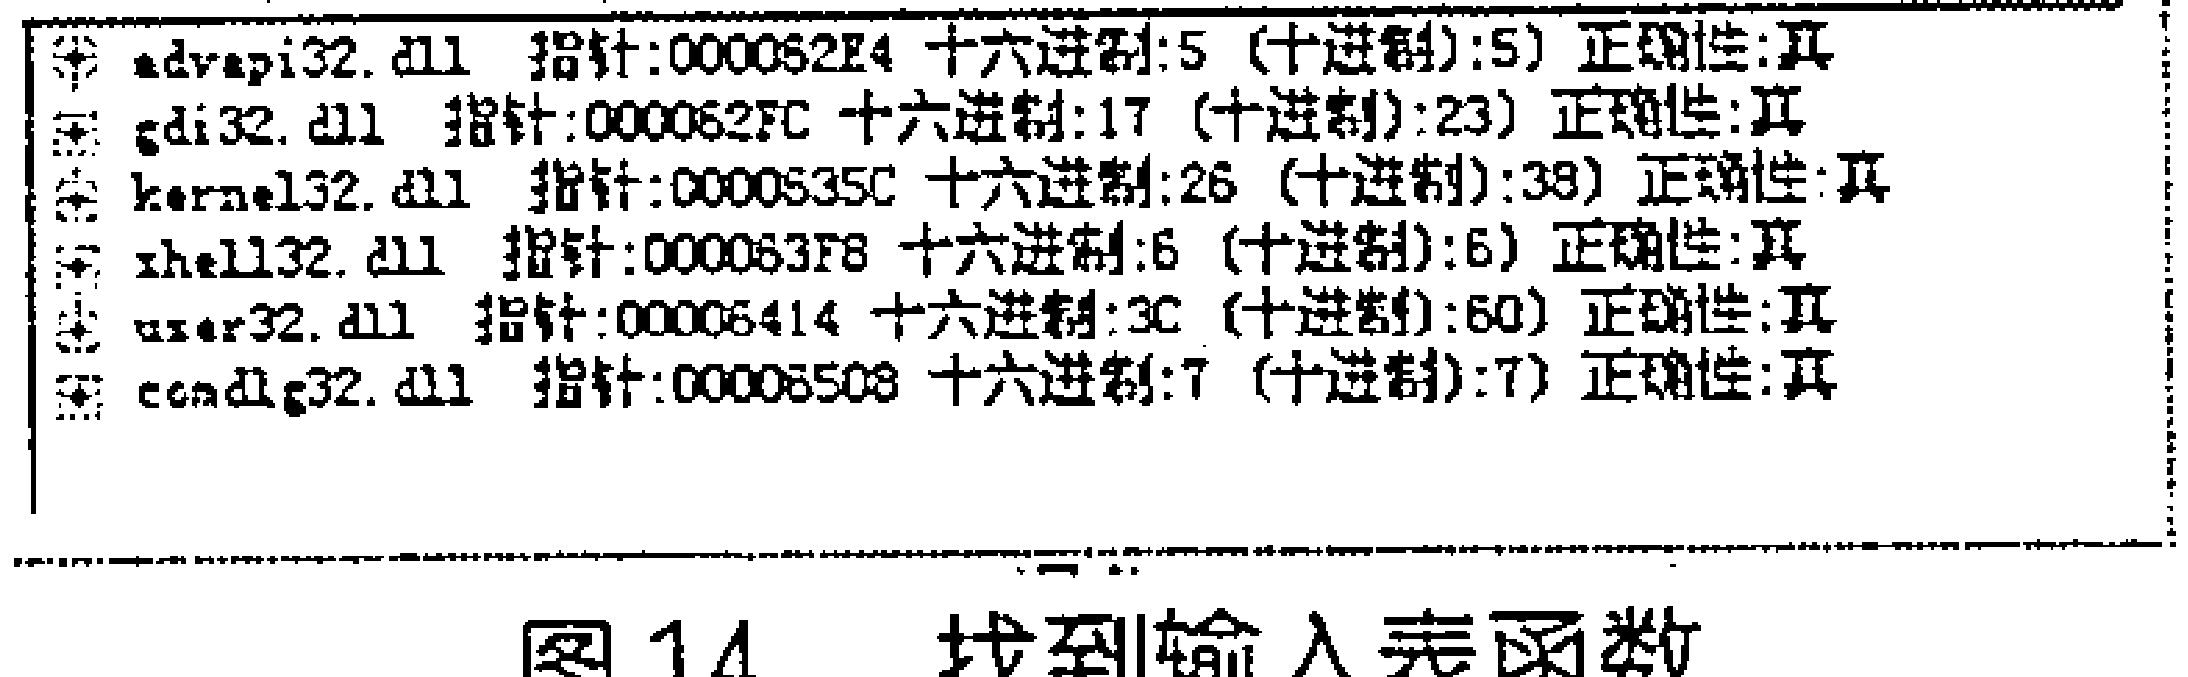 advapi32.dll 指针:000062E4 十六进制:5 (十进制):5) 正确性:真
gdi32.dll 指针:000062FC 十六进制:17 (十进制):23) 正确性:真
kernel32.dll 指针:0000635C 十六进制:26 (十进制):38) 正确性:真
shell32.dll 指针:000063F8 十六进制:6 (十进制):6) 正确性:真
user32.dll 指针:00006414 十六进制:3C (十进制):60) 正确性:真
comdlg32.dll 指针:00006508 十六进制:7 (十进制):7) 正确性:真
图14 找到输入表函数